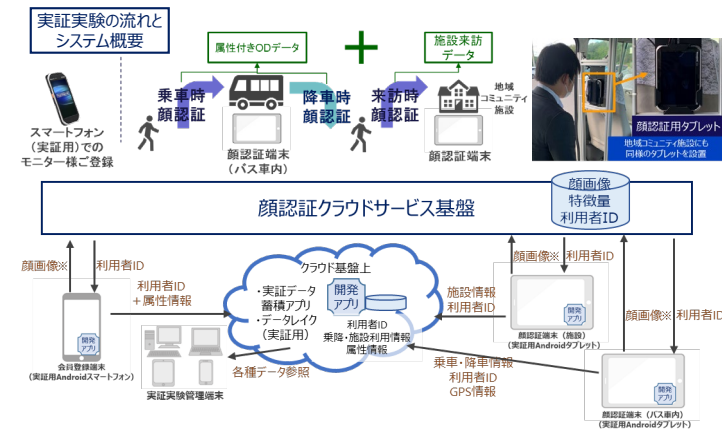 実証実験の流れと
システム概要
属性付きODデータ
施設来訪
データ
乗車時
顔認証
降車時
顔認証
来訪時
顔認証
地域
コミュニティ
施設
スマートフォン
(実証用)での
モニター様ご登録
顔認証端末
(バス車内)
顔認証端末
顔認証用タブレット
地域コミュニティ施設にも
同様のタブレットを設置
顔認証クラウドサービス基盤
顔画像
特徴量
利用者ID
顔画像※
利用者ID
利用者ID
+属性情報
クラウド基盤上
・実証データ
蓄積アプリ
・データレイク
(実証用)
開発
アプリ
利用者ID
乗降・施設利用情報
属性情報
顔画像※
利用者ID
施設情報
利用者ID
開発
アプリ
顔認証端末(施設)
(実証用Androidタブレット)
顔画像※
利用者ID
開発
アプリ
会員登録端末
(実証用Androidスマートフォン)
実証実験管理端末
各種データ参照
乗車・降車情報
利用者ID
GPS情報
開発
アプリ
顔認証端末(バス車内)
(実証用Androidタブレット)